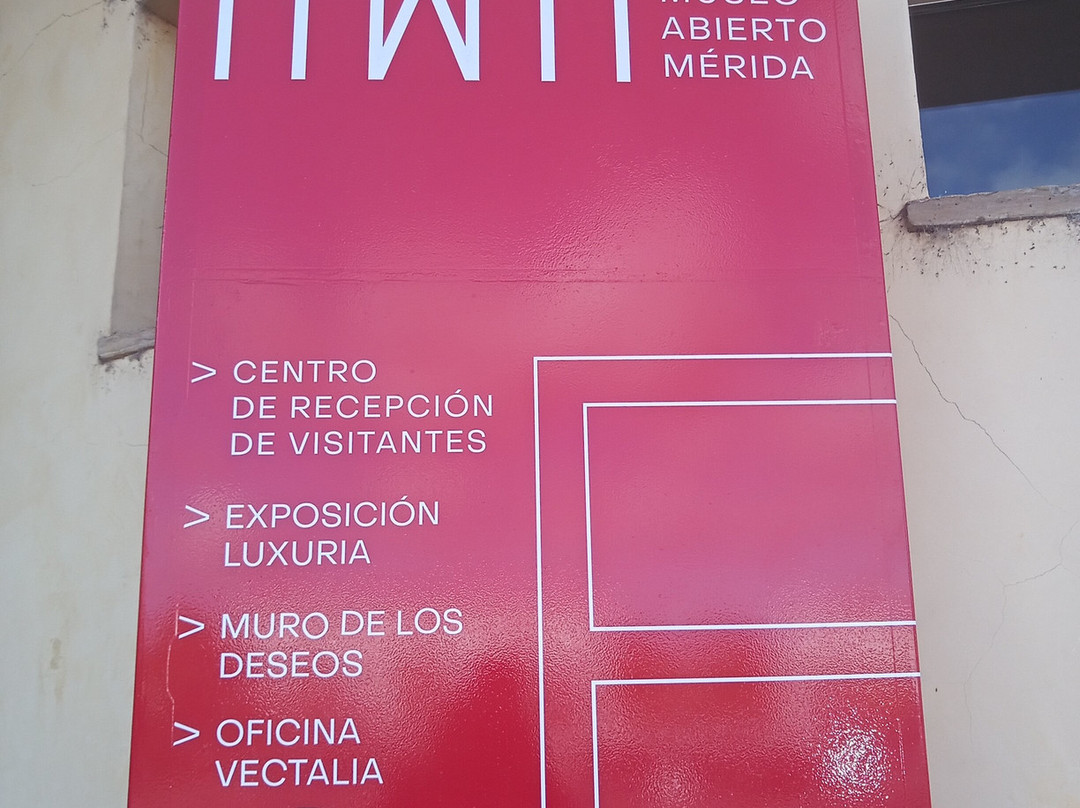 MUSEO
ABIERTO
MÉRIDA
> CENTRO
DE RECEPCIÓN
DE VISITANTES
> EXPOSICIÓN
LUXURIA
> MURO DE LOS
DESEOS
> OFICINA
VECTALIA